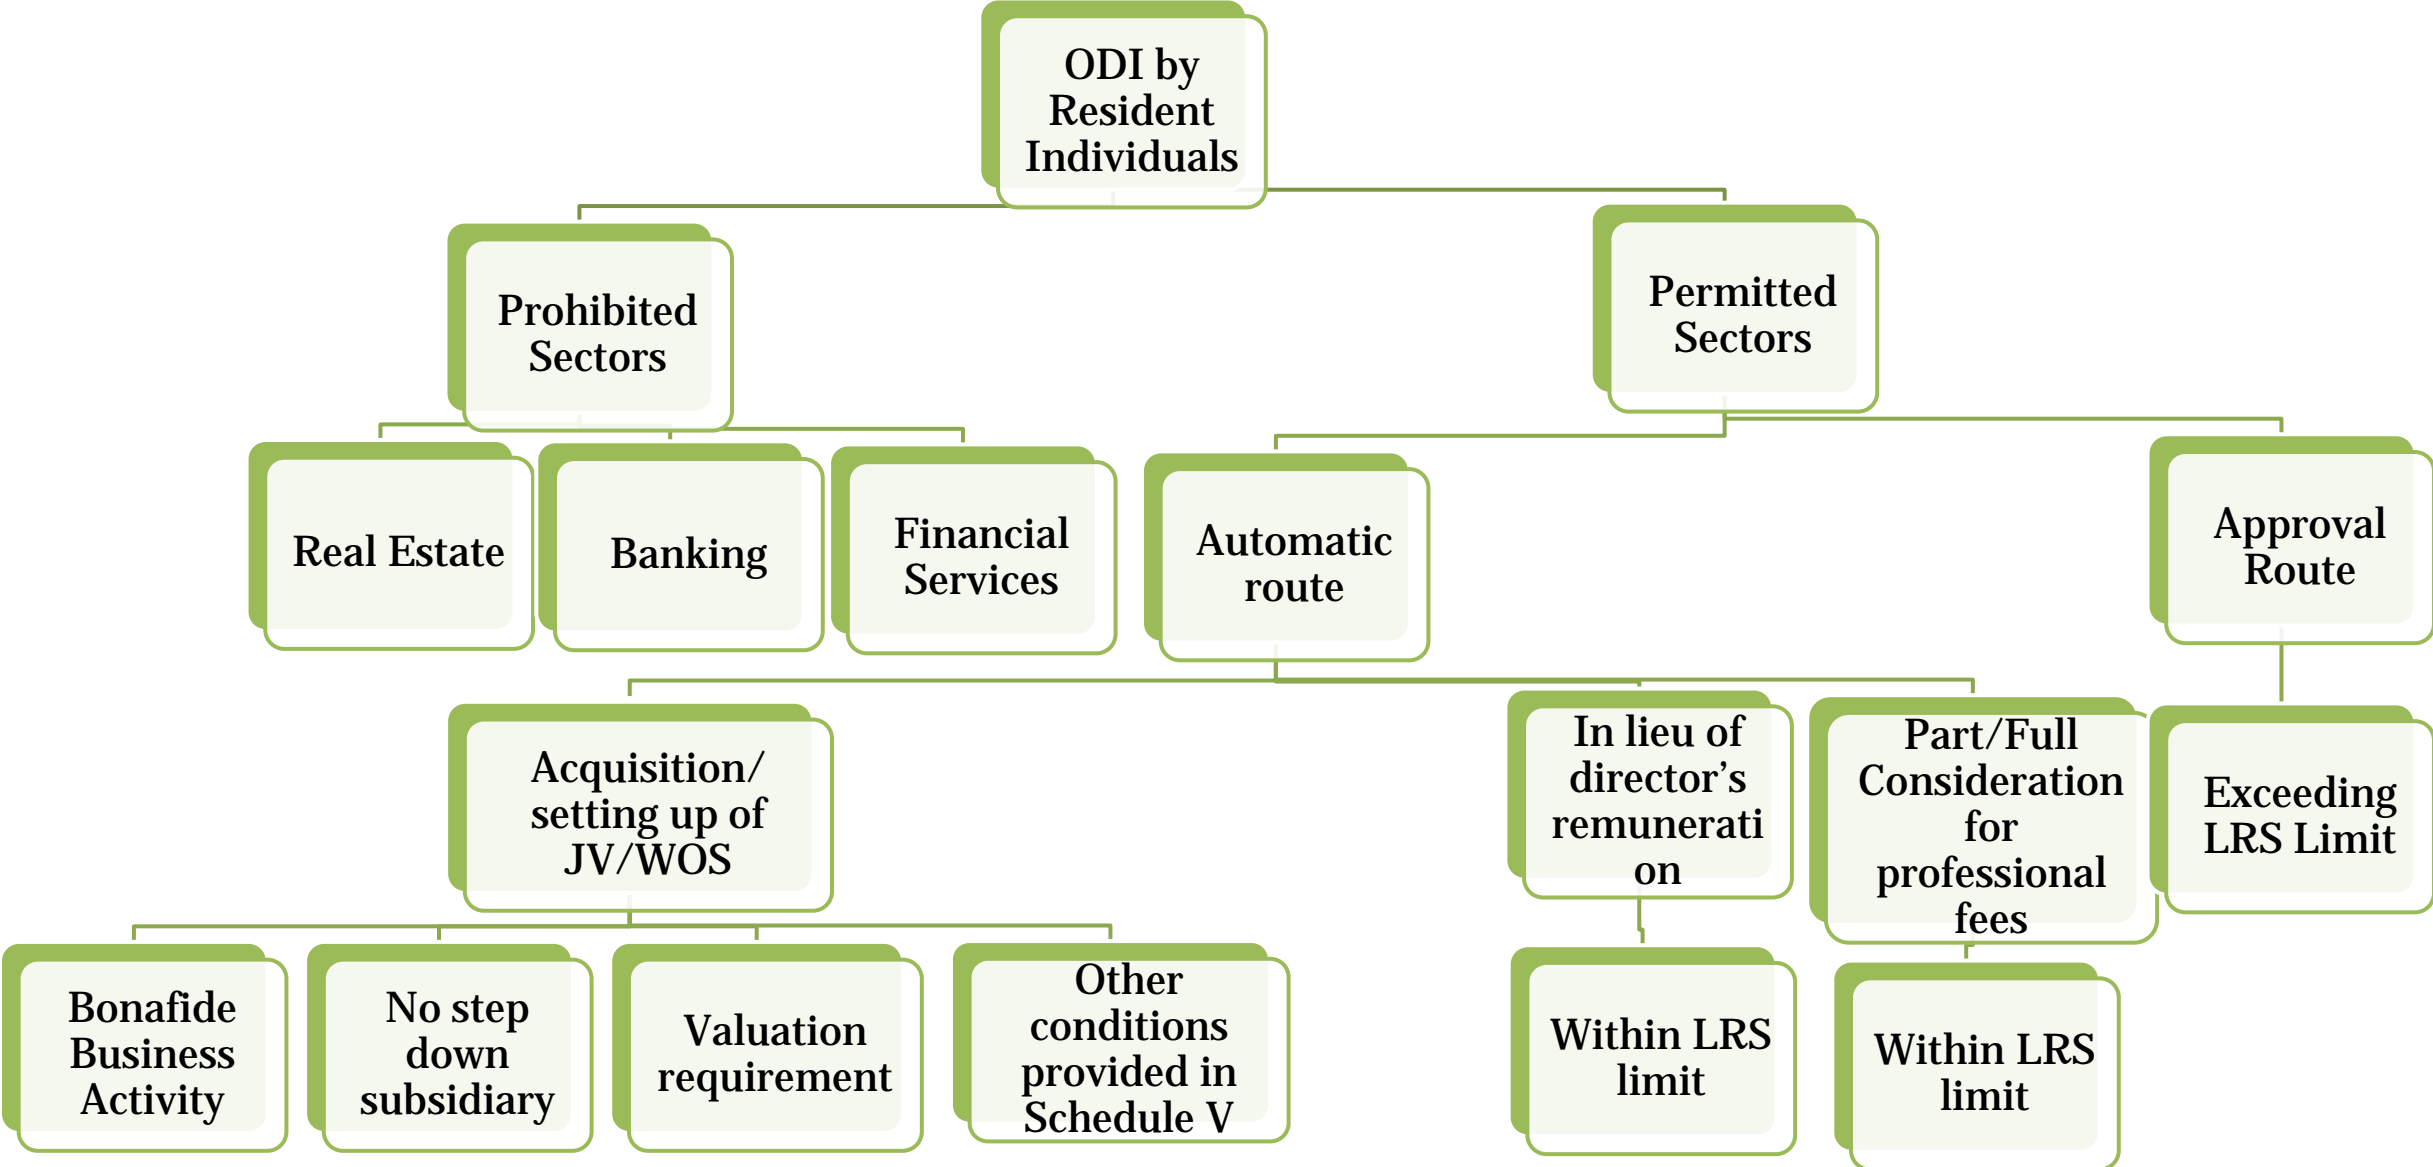 ODI by
Resident
Individuals
Prohibited
Sectors
Permitted
Sectors
Real Estate
Banking
Financial
Services
Automatic
route
Approval
Route
Acquisition/
setting up of
JV/WOS
In lieu of
director’s
remunerati
on
Part/Full
Consideration
for
professional
fees
Exceeding
LRS Limit
Bonafide
Business
Activity
No step
down
subsidiary
Valuation
requirement
Other
conditions
provided in
Schedule V
Within LRS
limit
Within LRS
limit